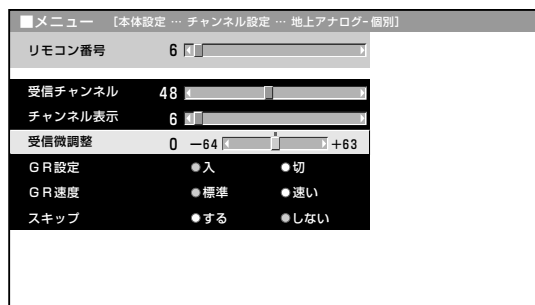 ■メニュー [本体設定 … チャンネル設定 … 地上アナログ-個別]
リモコン番号 6
受信チャンネル 48
チャンネル表示 6
受信微調整 0 −64 +63
GR設定 ●入 ●切
GR速度 ●標準 ●速い
スキップ ●する ●しない